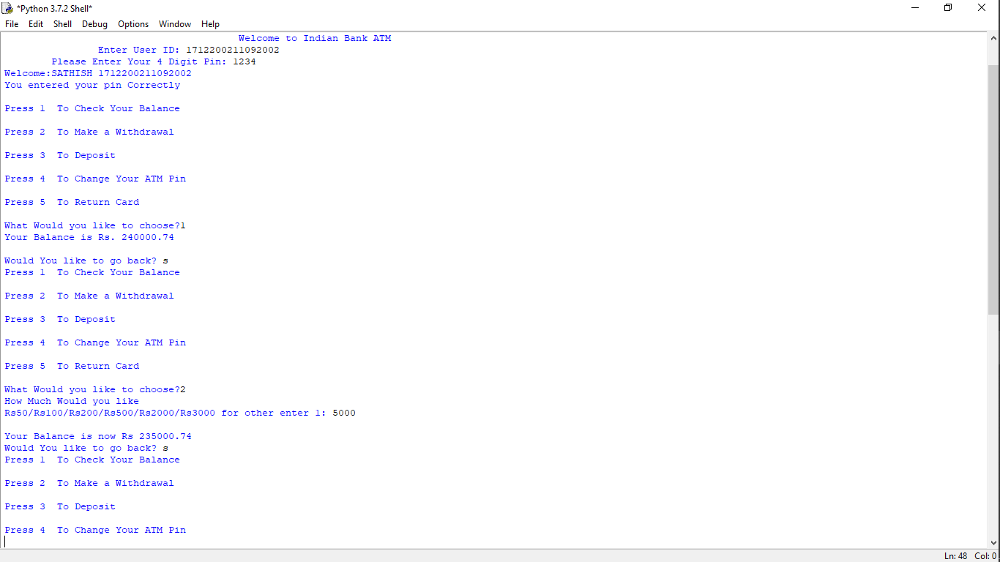 *Python 3.7.2 Shell*
File Edit Shell Debug Options Window Help
Welcome to Indian Bank ATM
Enter User ID: 1712200211092002
Please Enter Your 4 Digit Pin: 1234
Welcome:SATHISH 1712200211092002
You entered your pin Correctly
Press 1 To Check Your Balance
Press 2 To Make a Withdrawal
Press 3 To Deposit
Press 4 To Change Your ATM Pin
Press 5 To Return Card
What Would you like to choose?1
Your Balance is Rs. 240000.74
Would You like to go back? s
Press 1 To Check Your Balance
Press 2 To Make a Withdrawal
Press 3 To Deposit
Press 4 To Change Your ATM Pin
Press 5 To Return Card
What Would you like to choose?2
How Much Would you like
Rs50/Rs100/Rs200/Rs500/Rs2000/Rs3000 for other enter 1: 5000
Your Balance is now Rs 235000.74
Would You like to go back? s
Press 1 To Check Your Balance
Press 2 To Make a Withdrawal
Press 3 To Deposit
Press 4 To Change Your ATM Pin
Ln: 48 Col: 0